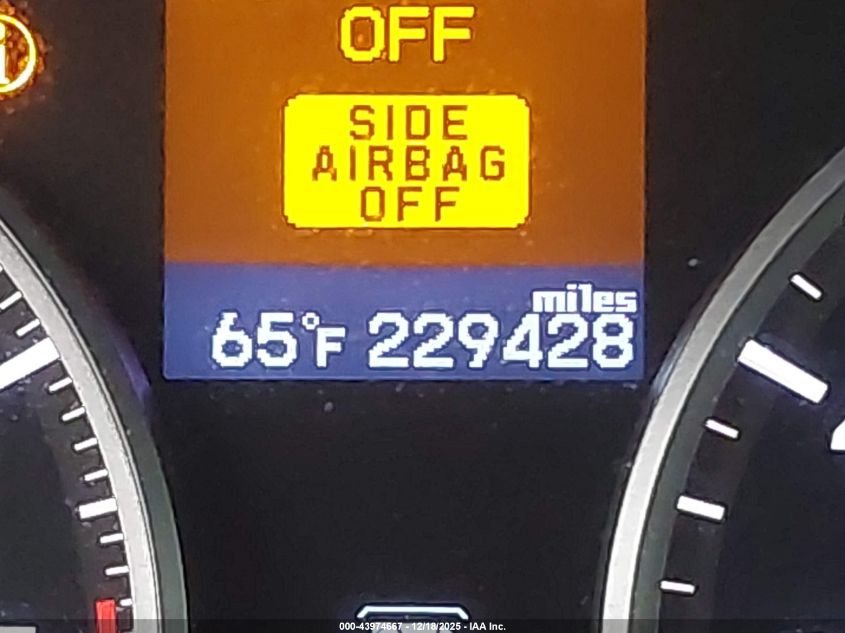 OFF
SIDE
AIRBAG
OFF
miles
65°F 229428
000-43974667 - 12/18/2025 - IAA Inc.